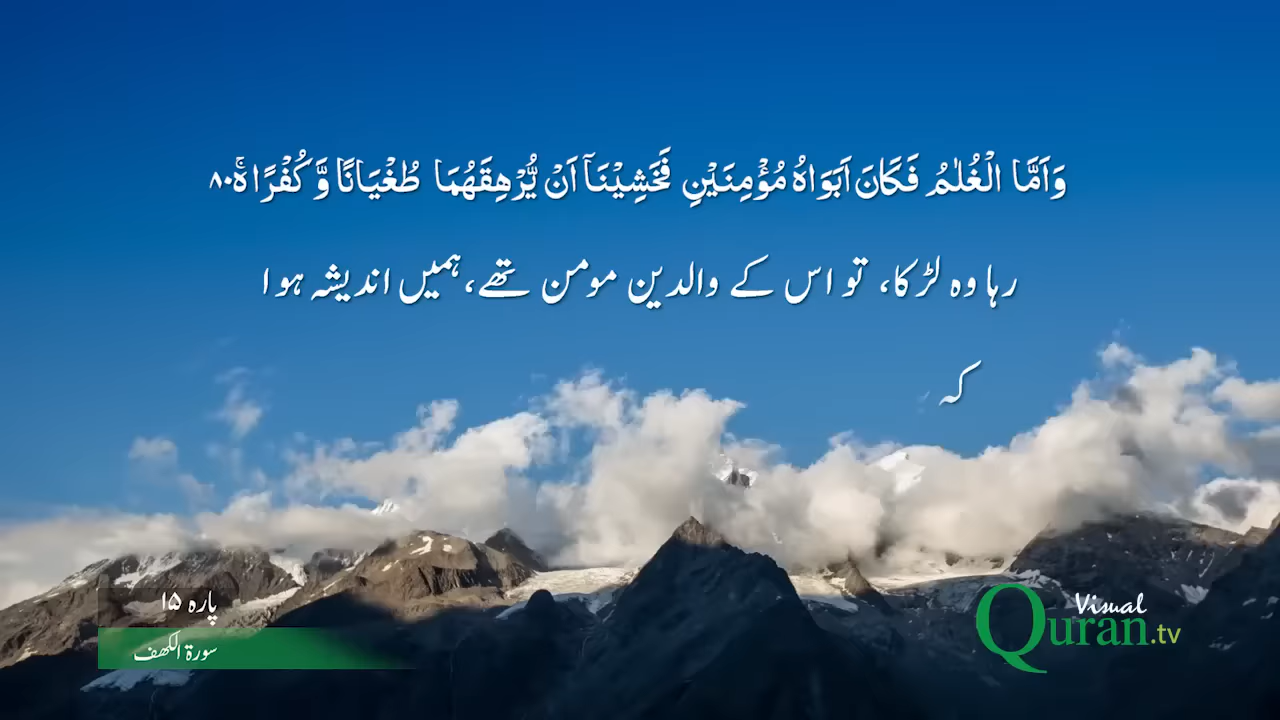 وَاَمَّا الْغُلٰمُ فَكَانَ اَبَوَاهُ مُؤْمِنَيْنِ فَخَشِيْنَاۤ اَنْ يُّرْهِقَهُمَا طُغْيَانًا وَّ كُفْرًاۚ ۸۰
رہا وہ لڑکا، تو اس کے والدین مومن تھے،ہمیں اندیشہ ہوا
کہ
پارہ ۱۵
سورۃ الکھف
Visual
Quran.tv